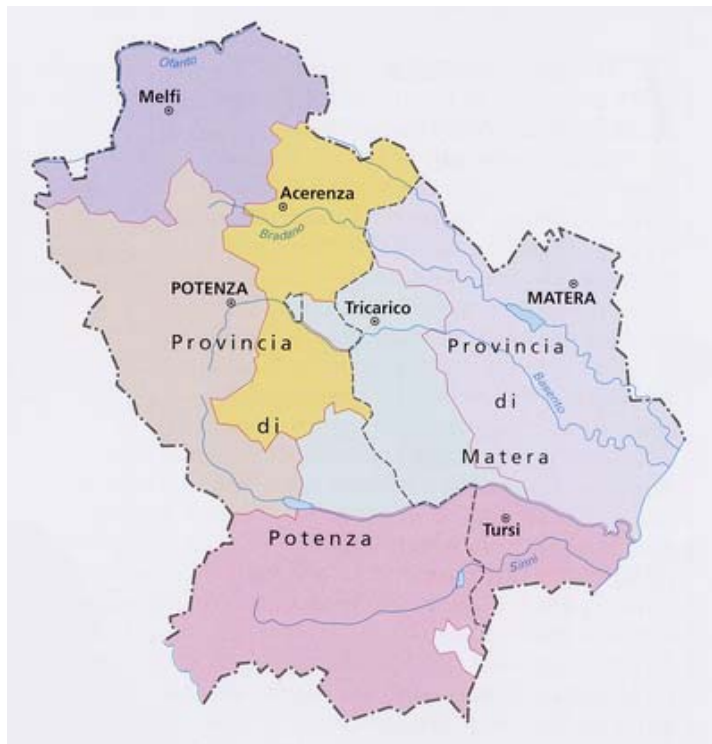 Ofanto
Melfi
Acerenza
Bradano
POTENZA
Tricarico
MATERA
Provincia
Provincia
Basento
di
di
Matera
Tursi
Potenza
Sinni